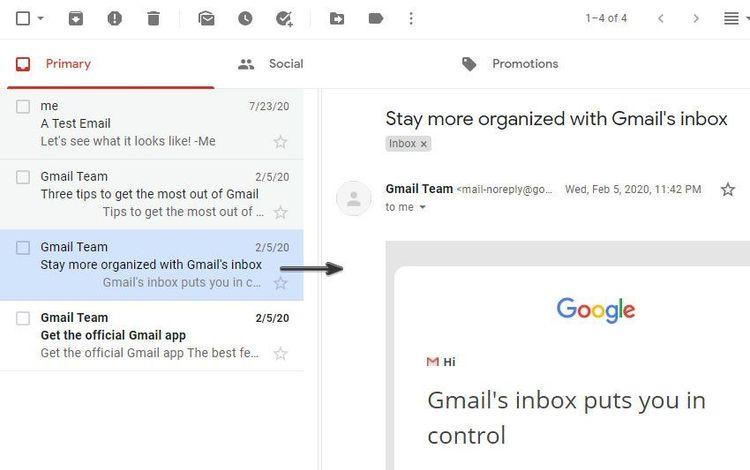 1–4 of 4
Primary
Social
Promotions
me 7/23/20
A Test Email
Let's see what it looks like! -Me
Gmail Team 2/5/20
Three tips to get the most out of Gmail
Tips to get the most out of ...
Gmail Team 2/5/20
Stay more organized with Gmail's inbox
Gmail's inbox puts you in c...
Gmail Team 2/5/20
Get the official Gmail app
Get the official Gmail app The best fe...
Stay more organized with Gmail's inbox
Inbox x
Gmail Team <mail-noreply@go... Wed, Feb 5, 2020, 11:42 PM
to me
Google
Hi
Gmail's inbox puts you in
control